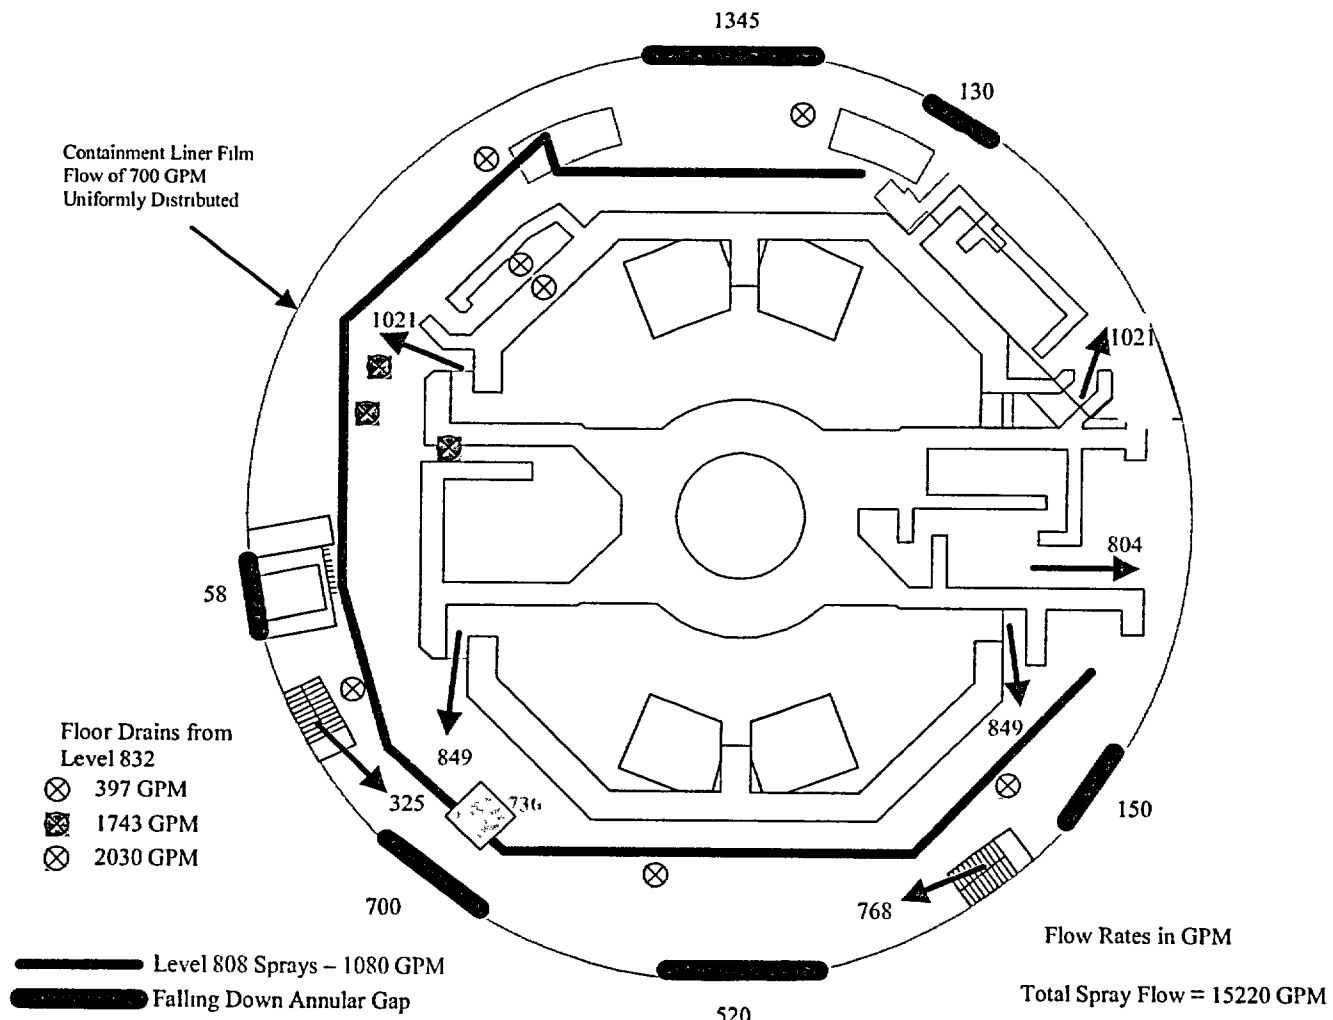 1345
130
Containment Liner Film
Flow of 700 GPM
Uniformly Distributed
1021
1021
804
58
Floor Drains from
Level 832
397 GPM
1743 GPM
2030 GPM
849
849
325
736
150
700
768
Flow Rates in GPM
Level 808 Sprays – 1080 GPM
Falling Down Annular Gap
Total Spray Flow = 15220 GPM
520